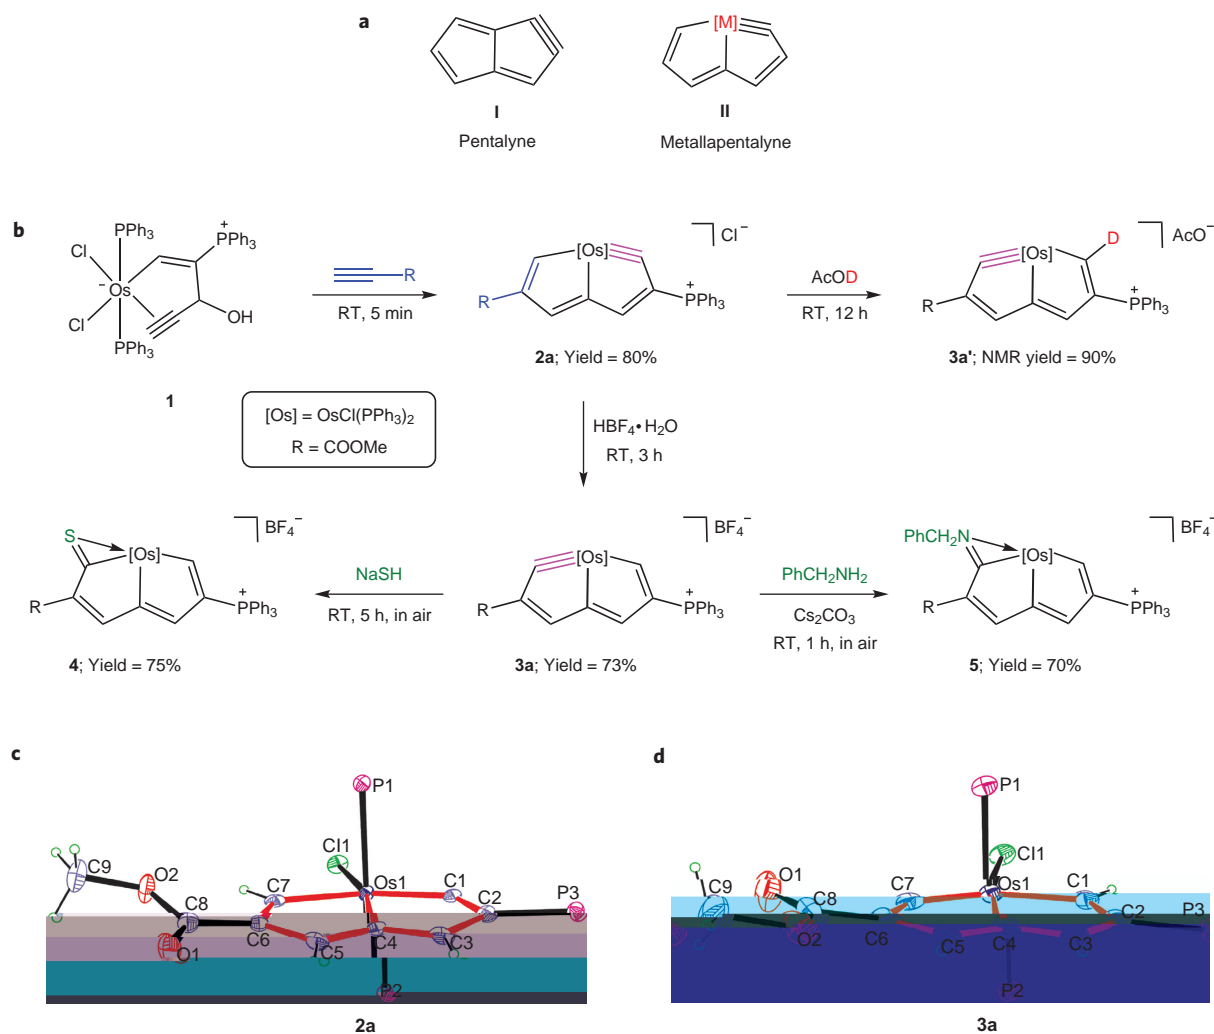 a
[M]
I
II
Pentalyne
Metallapentalyne
b
PPh3
+
PPh3
Cl
−
Os
Cl
OH
PPh3
1
R
RT, 5 min
[Os]
Cl−
R
+
PPh3
2a; Yield = 80%
AcOD
RT, 12 h
[Os]
D
AcO−
R
+
PPh3
3a'; NMR yield = 90%
[Os] = OsCl(PPh3)2
R = COOMe
HBF4•H2O
RT, 3 h
S
[Os]
BF4−
R
+
PPh3
4; Yield = 75%
NaSH
RT, 5 h, in air
[Os]
BF4−
R
+
PPh3
3a; Yield = 73%
PhCH2NH2
Cs2CO3
RT, 1 h, in air
PhCH2N
[Os]
BF4−
R
+
PPh3
5; Yield = 70%
c
P1
Cl1
C9
O2
C7
Os1
C1
C2
P3
C8
O1
C6
C5
C4
C3
P2
2a
d
P1
Cl1
C9
O1
C8
C7
Os1
C1
C2
P3
O2
C6
C5
C4
C3
P2
3a